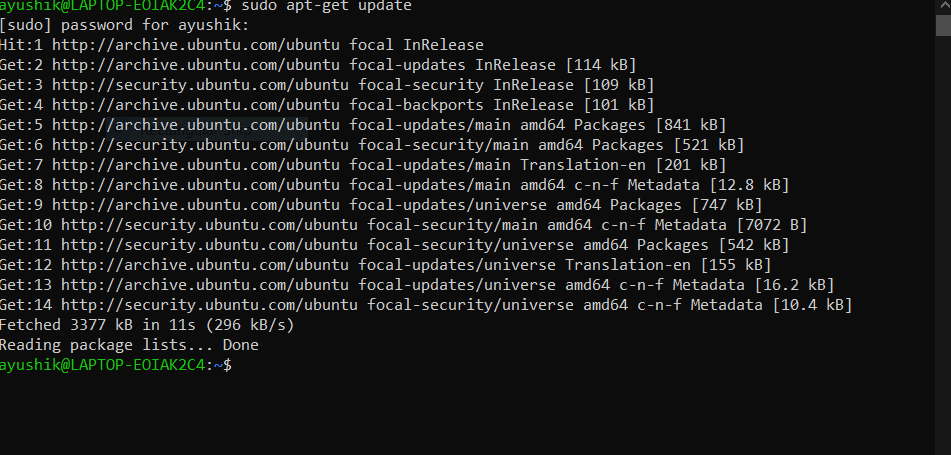 ayushik@LAPTOP-EOIAK2C4:~$ sudo apt-get update
[sudo] password for ayushik:
Hit:1 http://archive.ubuntu.com/ubuntu focal InRelease
Get:2 http://archive.ubuntu.com/ubuntu focal-updates InRelease [114 kB]
Get:3 http://security.ubuntu.com/ubuntu focal-security InRelease [109 kB]
Get:4 http://archive.ubuntu.com/ubuntu focal-backports InRelease [101 kB]
Get:5 http://archive.ubuntu.com/ubuntu focal-updates/main amd64 Packages [841 kB]
Get:6 http://security.ubuntu.com/ubuntu focal-security/main amd64 Packages [521 kB]
Get:7 http://archive.ubuntu.com/ubuntu focal-updates/main Translation-en [201 kB]
Get:8 http://archive.ubuntu.com/ubuntu focal-updates/main amd64 c-n-f Metadata [12.8 kB]
Get:9 http://archive.ubuntu.com/ubuntu focal-updates/universe amd64 Packages [747 kB]
Get:10 http://security.ubuntu.com/ubuntu focal-security/main amd64 c-n-f Metadata [7072 B]
Get:11 http://security.ubuntu.com/ubuntu focal-security/universe amd64 Packages [542 kB]
Get:12 http://archive.ubuntu.com/ubuntu focal-updates/universe Translation-en [155 kB]
Get:13 http://archive.ubuntu.com/ubuntu focal-updates/universe amd64 c-n-f Metadata [16.2 kB]
Get:14 http://security.ubuntu.com/ubuntu focal-security/universe amd64 c-n-f Metadata [10.4 kB]
Fetched 3377 kB in 11s (296 kB/s)
Reading package lists... Done
ayushik@LAPTOP-EOIAK2C4:~$